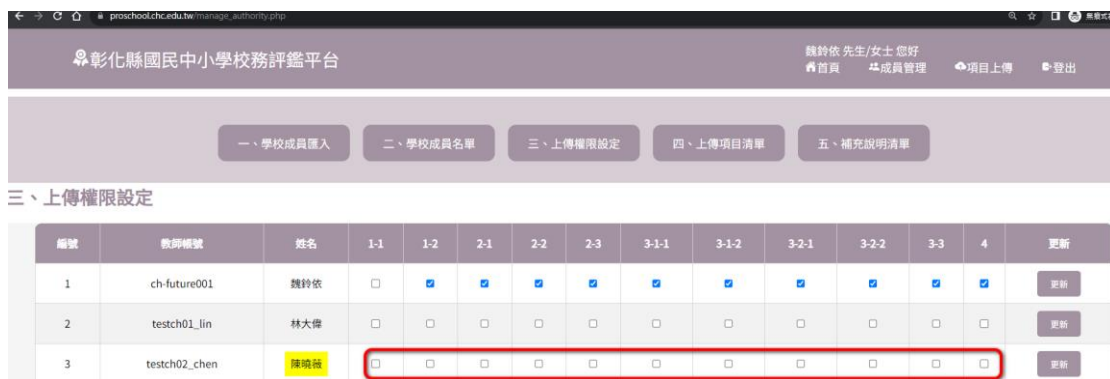 proschool.chc.edu.tw/manage_authority.php
無痕式
彰化縣國民中小學校務評鑑平台
魏鈴依 先生/女士 您好
首頁 成員管理 項目上傳 登出
一、學校成員匯入 二、學校成員名單 三、上傳權限設定 四、上傳項目清單 五、補充說明清單
三、上傳權限設定
編號 教師帳號 姓名 1-1 1-2 2-1 2-2 2-3 3-1-1 3-1-2 3-2-1 3-2-2 3-3 4 更新
1 ch-future001 魏鈴依 更新
2 testch01_lin 林大偉 更新
3 testch02_chen 陳曉薇 更新